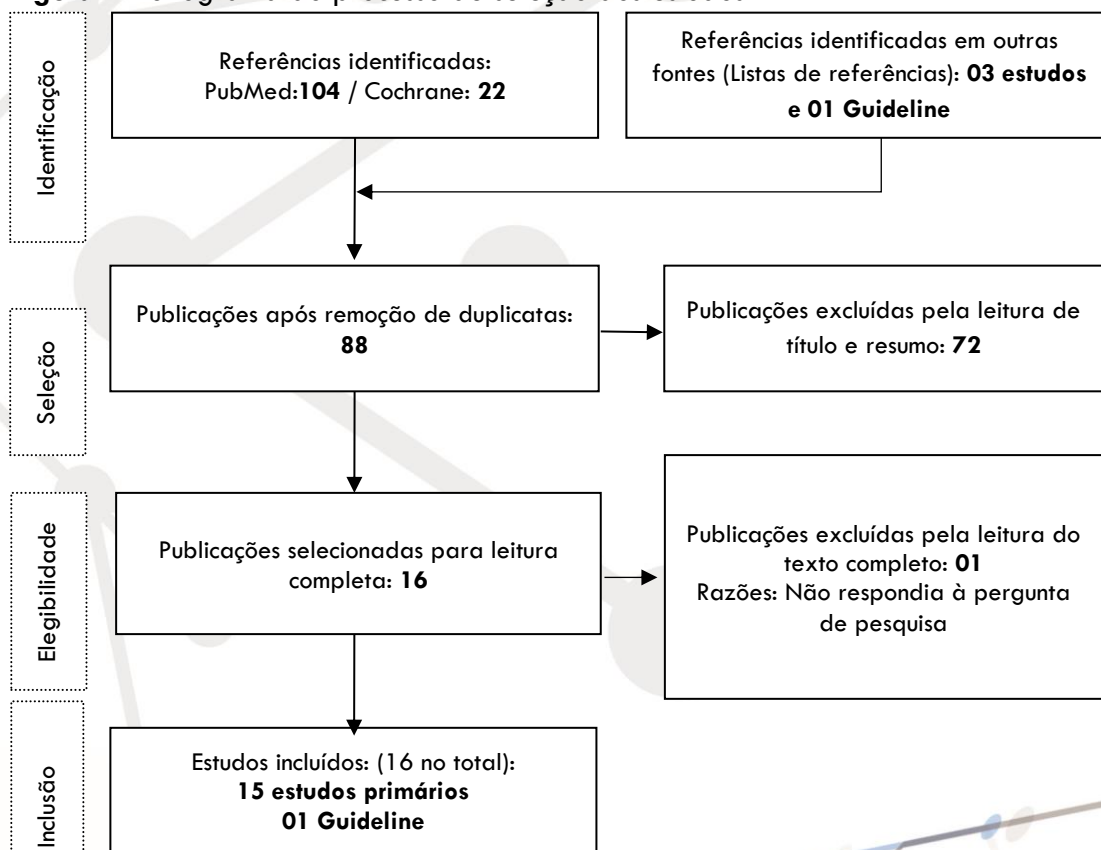 Identificação
Referências identificadas:
PubMed:104 / Cochrane: 22
Referências identificadas em outras
fontes (Listas de referências): 03 estudos
e 01 Guideline
Seleção
Publicações após remoção de duplicatas:
88
Publicações excluídas pela leitura de
título e resumo: 72
Elegibilidade
Publicações selecionadas para leitura
completa: 16
Publicações excluídas pela leitura do
texto completo: 01
Razões: Não respondia à pergunta
de pesquisa
Inclusão
Estudos incluídos: (16 no total):
15 estudos primários
01 Guideline